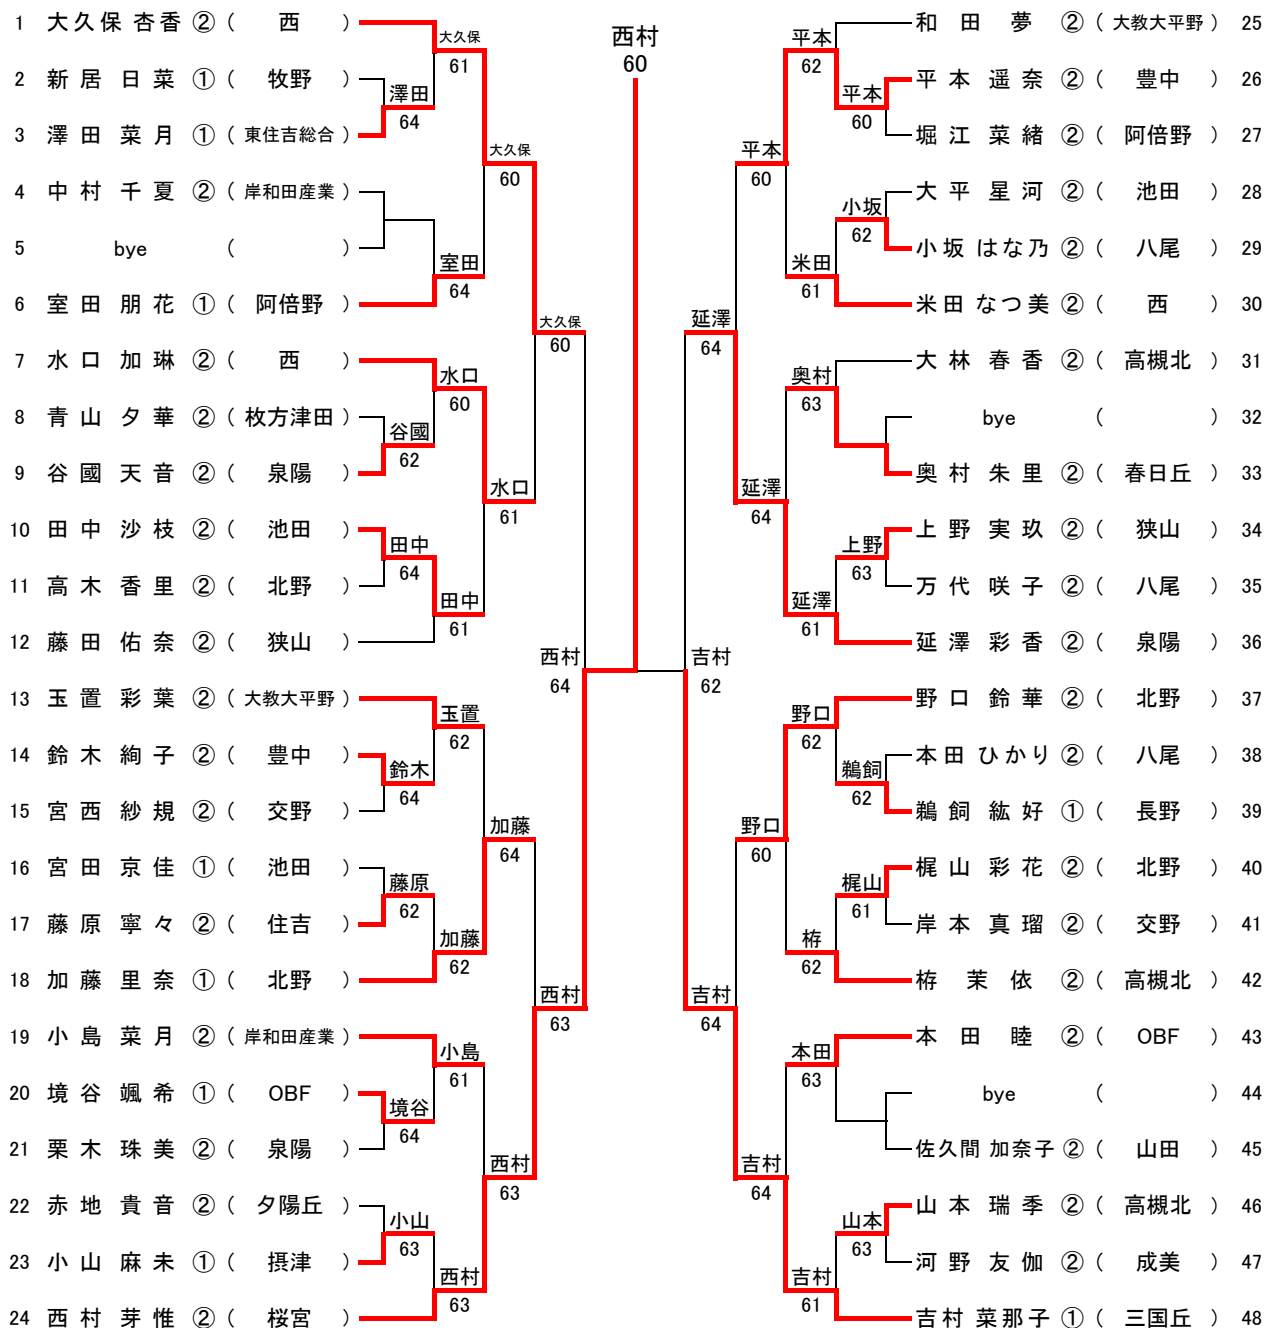 西村
60
1 大久保 杏香 ② ( 西 )
2 新居日菜 ① ( 牧野 )
3 澤田菜月 ① ( 東住吉総合 )
4 中村千夏 ② ( 岸和田産業 )
5 bye ( )
6 室田朋花 ① ( 阿倍野 )
7 水口加琳 ② ( 西 )
8 青山夕華 ② ( 枚方津田 )
9 谷國天音 ② ( 泉陽 )
10 田中沙枝 ② ( 池田 )
11 高木香里 ② ( 北野 )
12 藤田佑奈 ② ( 狭山 )
13 玉置彩葉 ② ( 大教大平野 )
14 鈴木絢子 ② ( 豊中 )
15 宮西紗規 ② ( 交野 )
16 宮田京佳 ① ( 池田 )
17 藤原寧々 ② ( 住吉 )
18 加藤里奈 ① ( 北野 )
19 小島菜月 ② ( 岸和田産業 )
20 境谷颯希 ① ( OBF )
21 栗木珠美 ② ( 泉陽 )
22 赤地貴音 ② ( 夕陽丘 )
23 小山麻未 ① ( 摂津 )
24 西村芽惟 ② ( 桜宮 )
澤田
64
谷國
62
田中
64
鈴木
64
藤原
62
境谷
64
小山
63
大久保
61
室田
64
水口
60
田中
61
玉置
62
加藤
62
小島
61
西村
63
大久保
60
水口
61
加藤
64
西村
63
大久保
60
西村
63
西村
64
吉村
62
延澤
64
吉村
64
平本
60
延澤
64
野口
60
吉村
64
平本
62
米田
61
奥村
63
延澤
61
野口
62
栫
62
本田
63
吉村
61
平本
60
小坂
62
上野
63
鵜飼
62
梶山
61
山本
63
和田夢 ② ( 大教大平野 ) 25
平本遥奈 ② ( 豊中 ) 26
堀江菜緒 ② ( 阿倍野 ) 27
大平星河 ② ( 池田 ) 28
小坂 はな乃 ② ( 八尾 ) 29
米田 なつ美 ② ( 西 ) 30
大林春香 ② ( 高槻北 ) 31
bye ( ) 32
奥村朱里 ② ( 春日丘 ) 33
上野実玖 ② ( 狭山 ) 34
万代咲子 ② ( 八尾 ) 35
延澤彩香 ② ( 泉陽 ) 36
野口鈴華 ② ( 北野 ) 37
本田 ひかり ② ( 八尾 ) 38
鵜飼紘好 ① ( 長野 ) 39
梶山彩花 ② ( 北野 ) 40
岸本真瑠 ② ( 交野 ) 41
栫茉依 ② ( 高槻北 ) 42
本田睦 ② ( OBF ) 43
bye ( ) 44
佐久間 加奈子 ② ( 山田 ) 45
山本瑞季 ② ( 高槻北 ) 46
河野友伽 ② ( 成美 ) 47
吉村 菜那子 ① ( 三国丘 ) 48